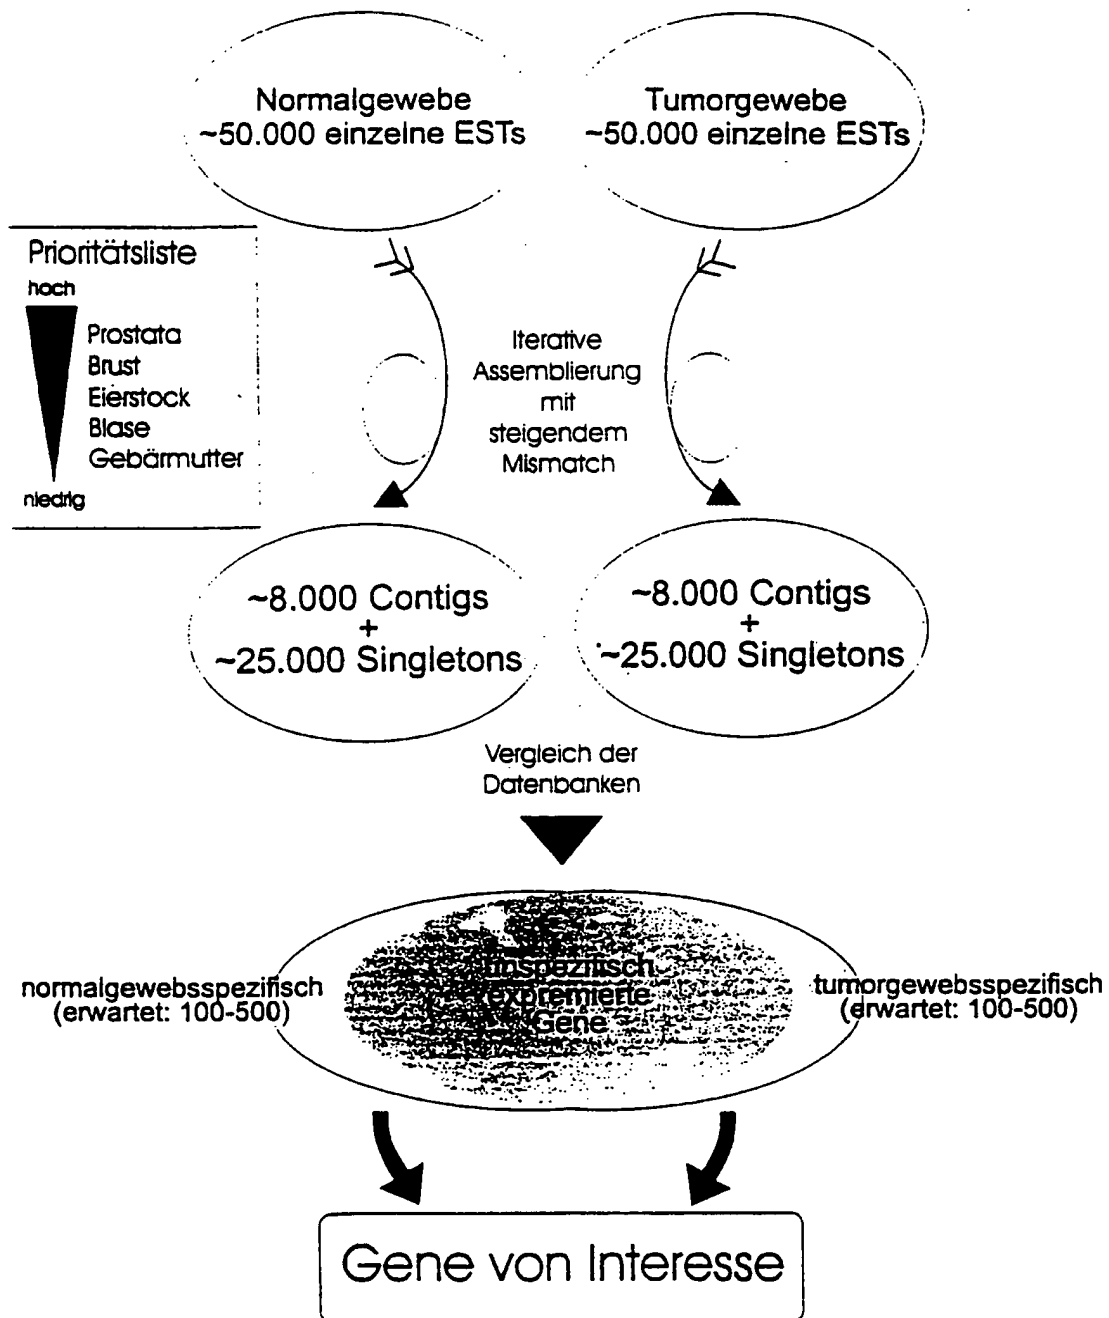 Normalgewebe
~50.000 einzelne ESTs
Tumorgewebe
~50.000 einzelne ESTs
Prioritätsliste
hoch
Prostata
Brust
Eierstock
Blase
Gebärmutter
niedrig
Iterative
Assemblierung
mit
steigendem
Mismatch
~8.000 Contigs
+
~25.000 Singletons
~8.000 Contigs
+
~25.000 Singletons
Vergleich der
Datenbanken
normalgewebsspezifisch
(erwartet: 100-500)
unspezifisch
expremierte
Gene
tumorgewebsspezifisch
(erwartet: 100-500)
Gene von Interesse